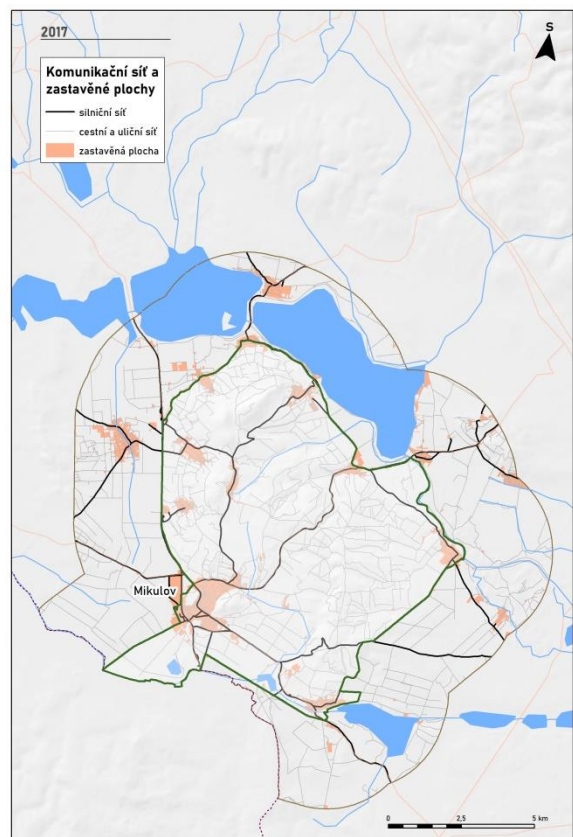 2017
S
Komunikační síť a
zastavěné plochy
silniční síť
cestní a uliční síť
zastavěná plocha
Mikulov
0 2,5 5 km